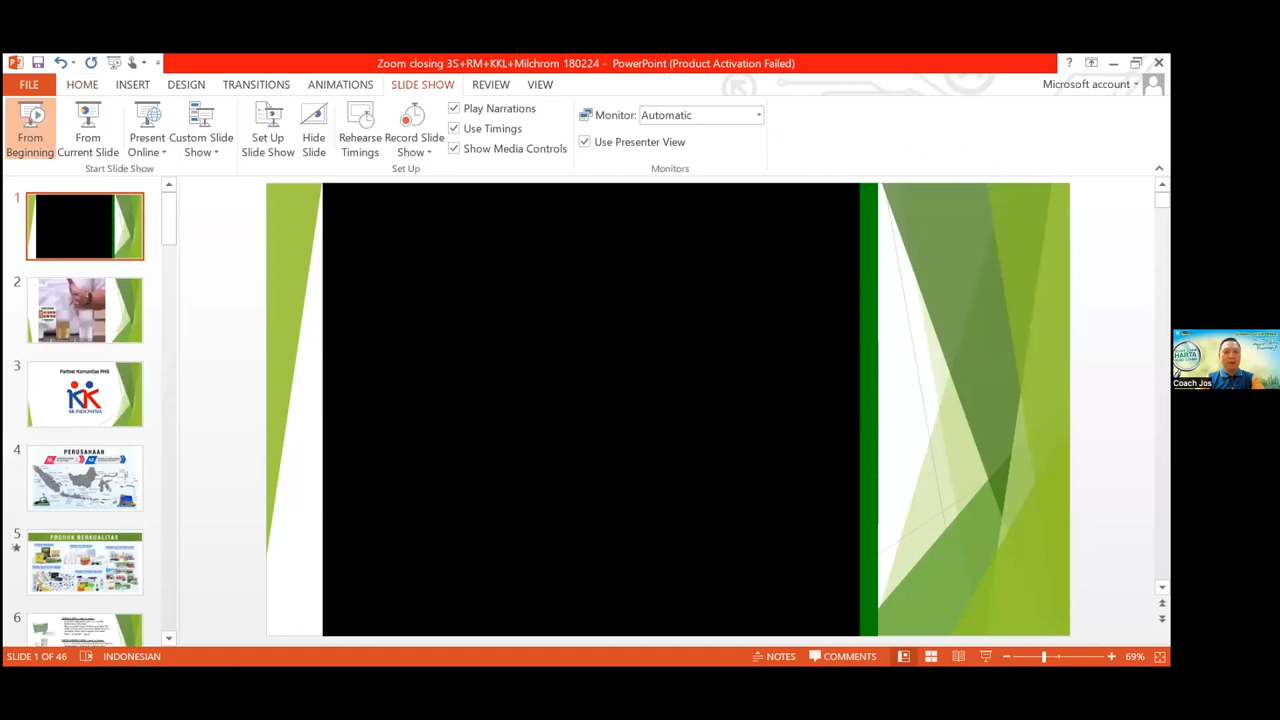 Zoom closing 3S+RM+KKL+Milchrom 180224 - PowerPoint (Product Activation Failed)
FILE HOME INSERT DESIGN TRANSITIONS ANIMATIONS SLIDE SHOW REVIEW VIEW
Microsoft account
From Beginning
From Current Slide
Present Online
Custom Slide Show
Set Up Slide Show
Hide Slide
Rehearse Timings
Record Slide Show
Play Narrations
Use Timings
Show Media Controls
Monitor: Automatic
Use Presenter View
Start Slide Show
Set Up
Monitors
1
2
3
Partner Komunitas PHS
KK INDONESIA
4
PERUSAHAAN
5
PRODUK BERKUALITAS
6
HARTA
Coach Jos
SLIDE 1 OF 46
INDONESIAN
NOTES
COMMENTS
69%